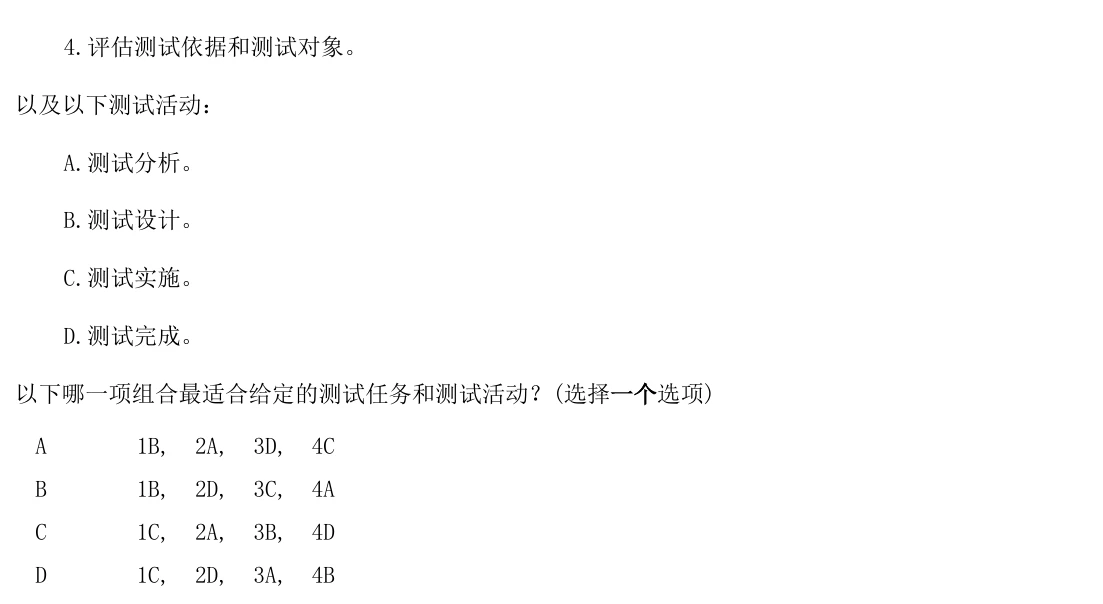 4.评估测试依据和测试对象。
以及以下测试活动：
A.测试分析。
B.测试设计。
C.测试实施。
D.测试完成。
以下哪一项组合最适合给定的测试任务和测试活动？(选择一个选项)
A 1B, 2A, 3D, 4C
B 1B, 2D, 3C, 4A
C 1C, 2A, 3B, 4D
D 1C, 2D, 3A, 4B